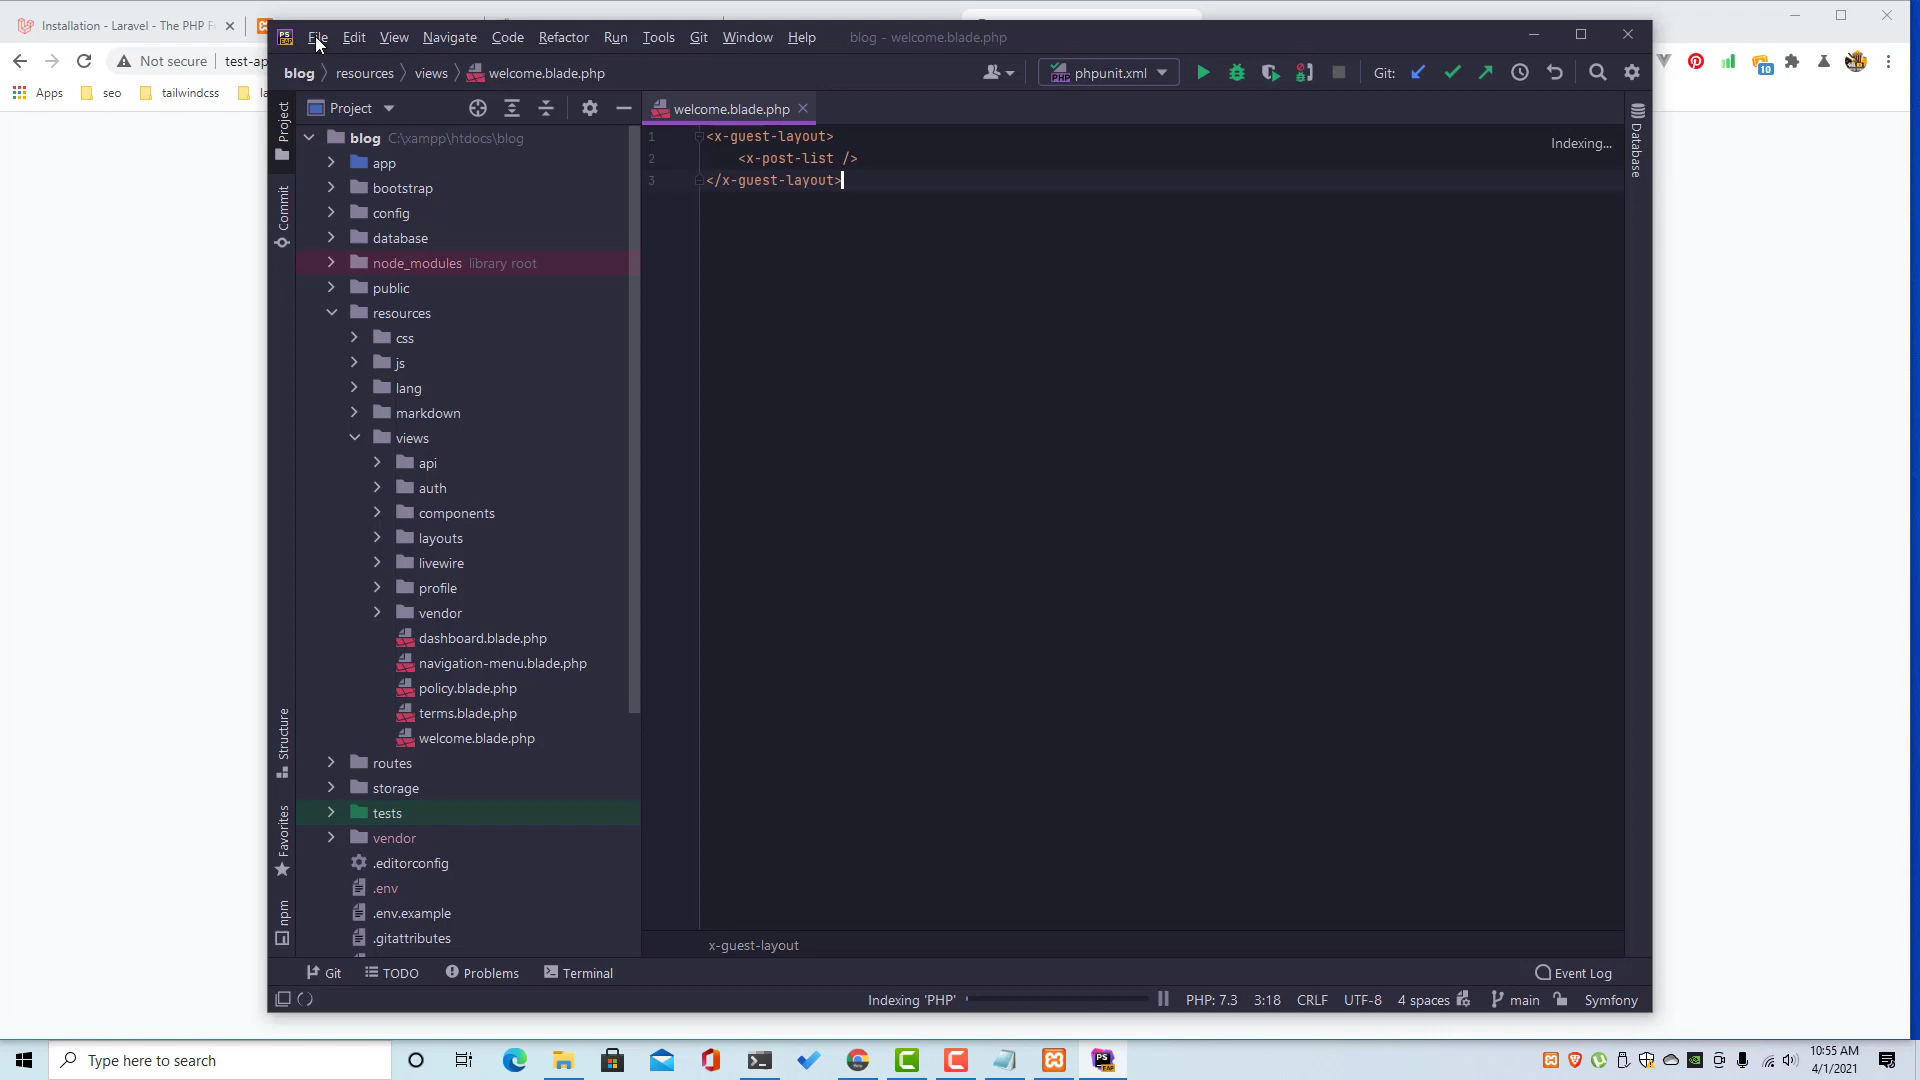 Installation - Laravel - The PHP F
File Edit View Navigate Code Refactor Run Tools Git Window Help blog - welcome.blade.php
Not secure test-ap
blog resources views welcome.blade.php phpunit.xml Git:
Apps seo tailwindcss la
Project
welcome.blade.php
blog C:\xampp\htdocs\blog
app
bootstrap
config
database
node_modules library root
public
resources
css
js
lang
markdown
views
api
auth
components
layouts
livewire
profile
vendor
dashboard.blade.php
navigation-menu.blade.php
policy.blade.php
terms.blade.php
welcome.blade.php
routes
storage
tests
vendor
.editorconfig
.env
.env.example
.gitattributes
Project
Commit
Structure
Favorites
npm
1 <x-guest-layout>
2 <x-post-list />
3 </x-guest-layout>
Indexing...
Database
x-guest-layout
Git TODO Problems Terminal Event Log
Indexing 'PHP' PHP: 7.3 3:18 CRLF UTF-8 4 spaces main Symfony
Type here to search
10:55 AM
4/1/2021
10
PS
EAP